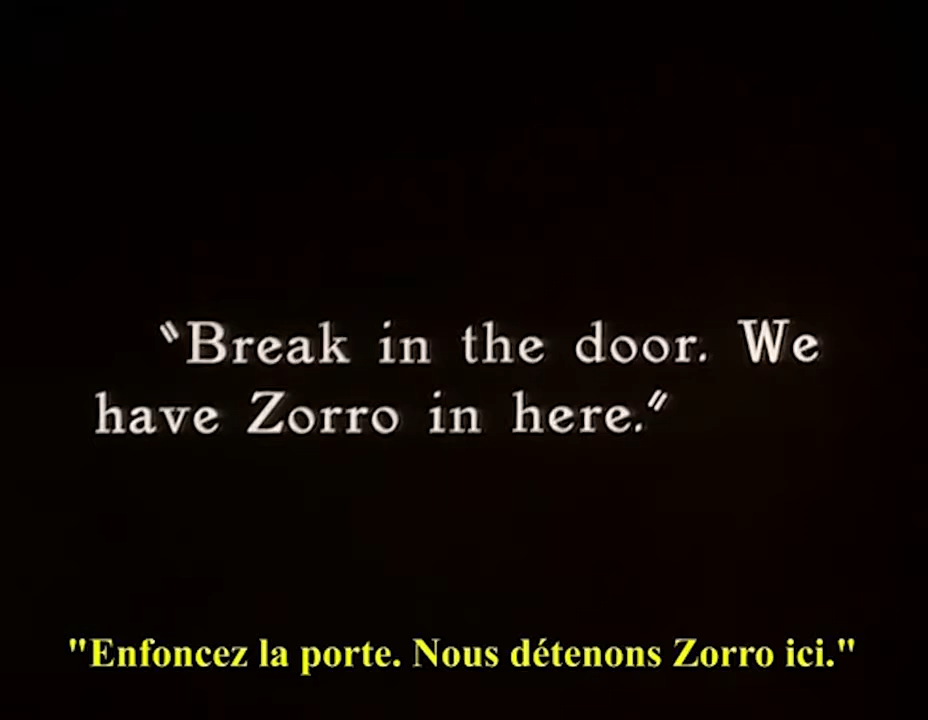 "Break in the door. We
have Zorro in here."
"Enfoncez la porte. Nous détenons Zorro ici."